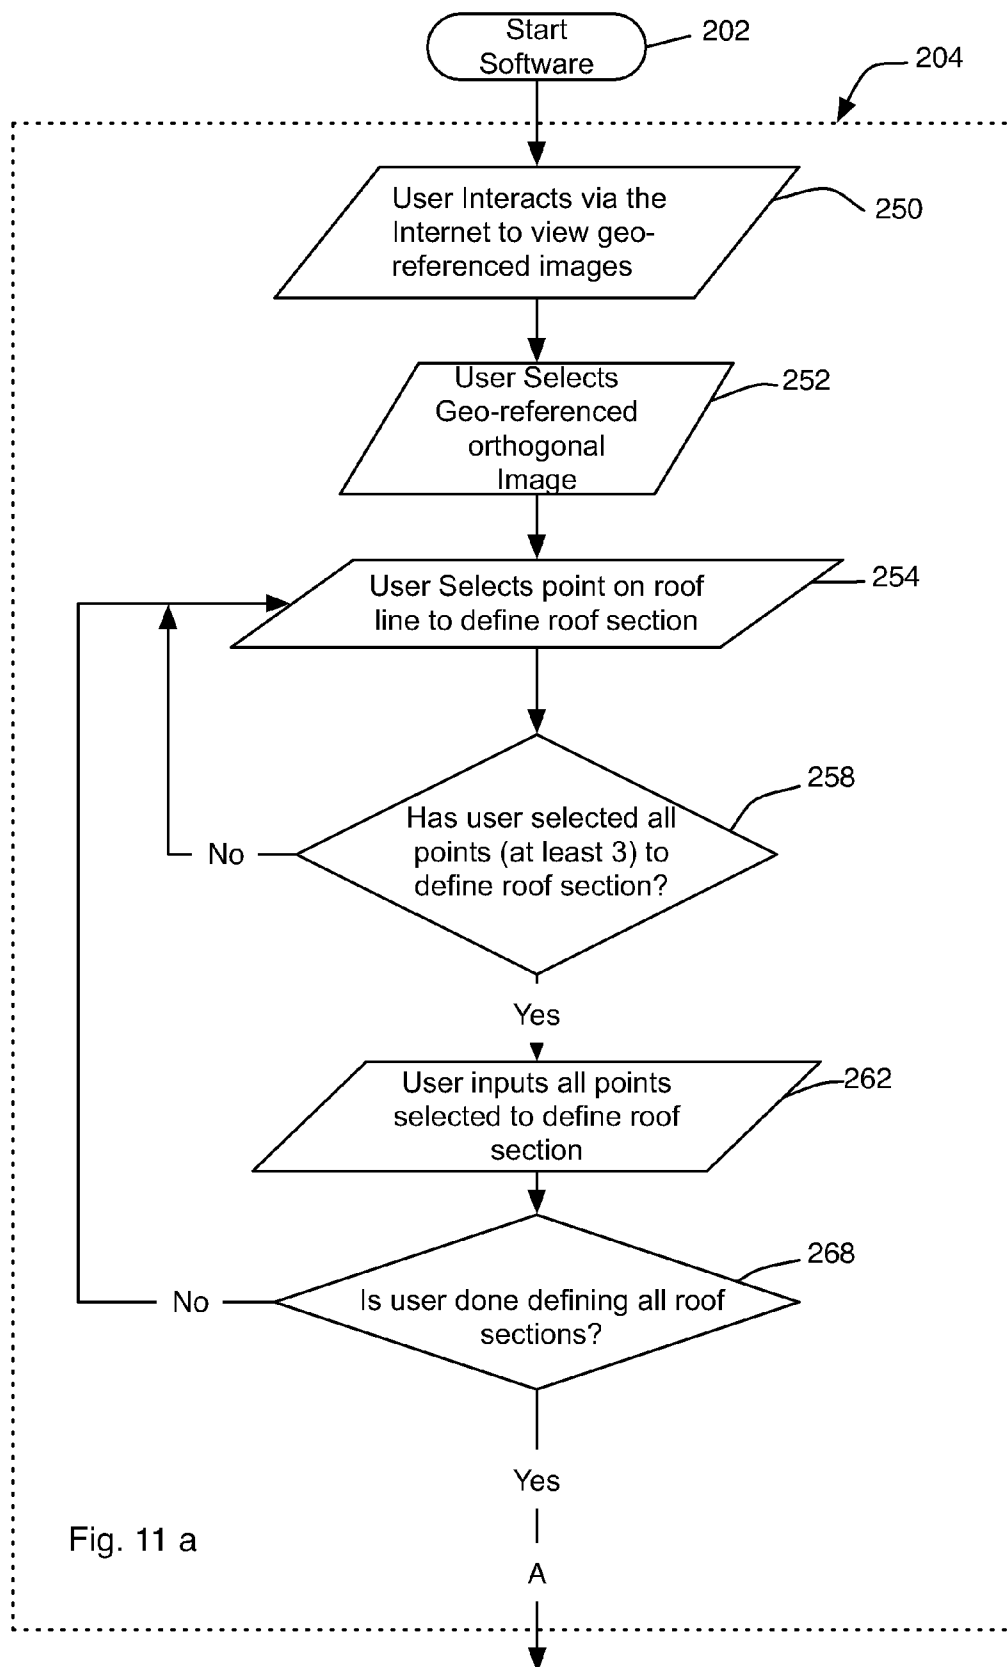 Start
Software
202
204
User Interacts via the
Internet to view geo-
referenced images
250
User Selects
Geo-referenced
orthogonal
Image
252
User Selects point on roof
line to define roof section
254
Has user selected all
points (at least 3) to
define roof section?
258
No
Yes
User inputs all points
selected to define roof
section
262
Is user done defining all roof
sections?
268
No
Yes
A
Fig. 11 a